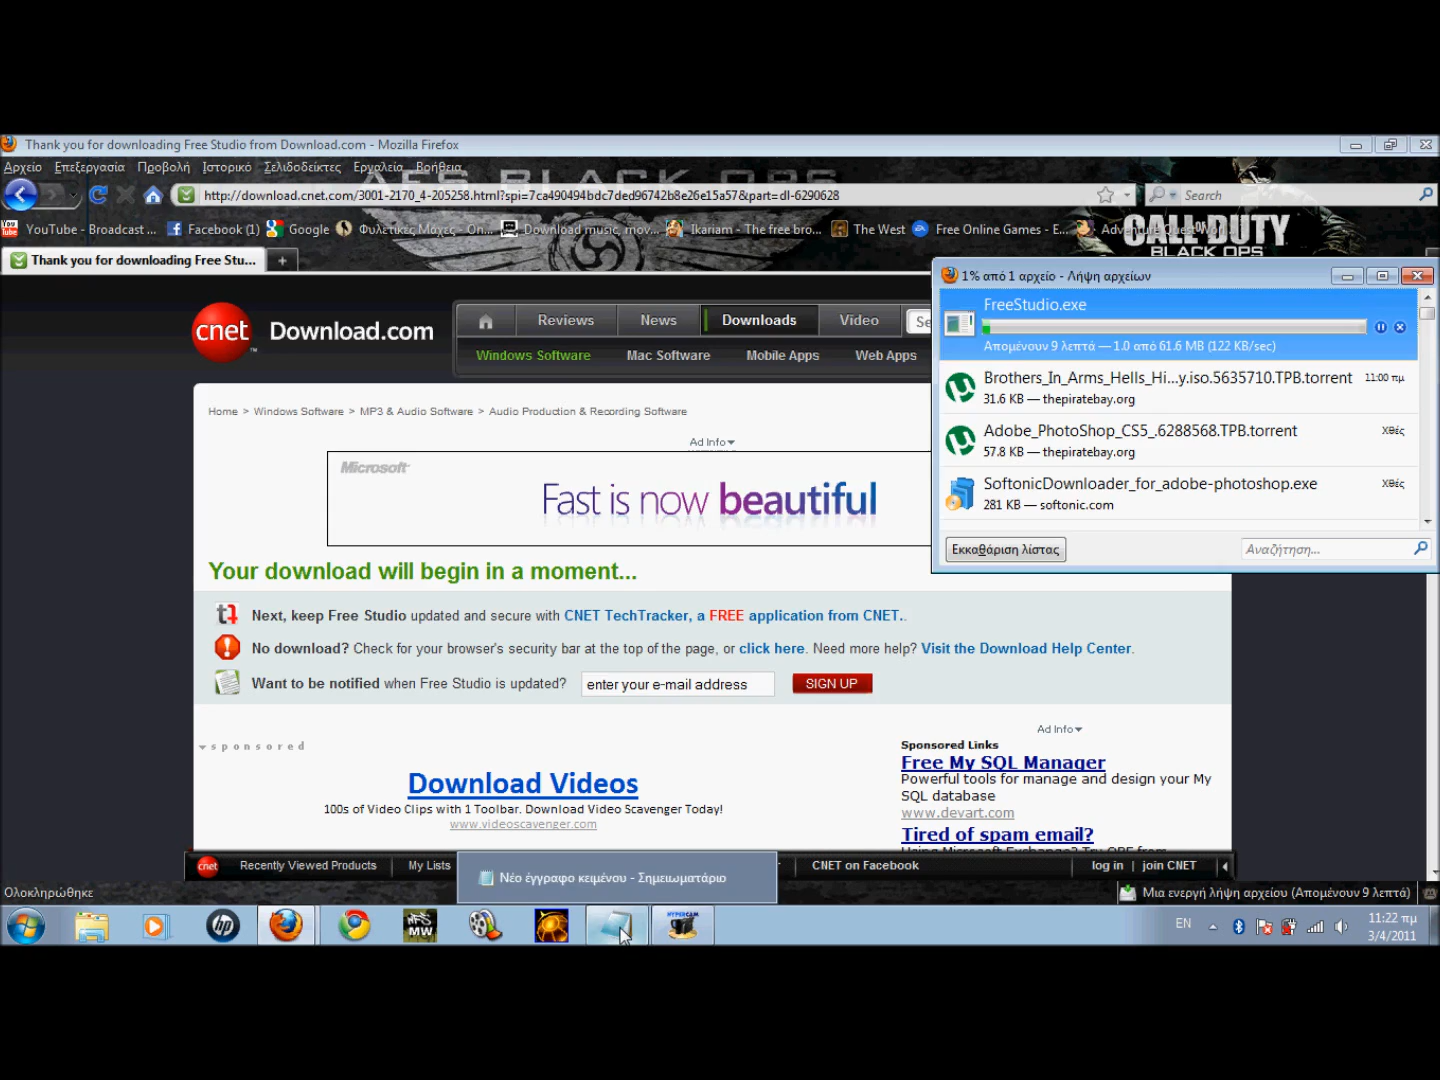 Thank you for downloading Free Studio from Download.com - Mozilla Firefox
Αρχείο Επεξεργασία Προβολή Ιστορικό Σελιδοδείκτες Εργαλεία Βοήθεια
http://download.cnet.com/3001-2170_4-205258.html?spi=7ca490494bdc7ded96742b8e26e15a57&part=dl-6290628
Search
YouTube - Broadcast ... Facebook (1) Google Φυλετικές Μάχες - On... Download music, mov... Ikariam - The free bro... The West Free Online Games - E...
CALL OF DUTY
BLACK OPS
Thank you for downloading Free Stu...
1% από 1 αρχείο - Λήψη αρχείων
FreeStudio.exe
Απομένουν 9 λεπτά — 1.0 από 61.6 MB (122 KB/sec)
Brothers_In_Arms_Hells_Hi...y.iso.5635710.TPB.torrent 11:00 πμ
31.6 KB — thepiratebay.org
Adobe_PhotoShop_CS5_.6288568.TPB.torrent Χθές
57.8 KB — thepiratebay.org
SoftonicDownloader_for_adobe-photoshop.exe Χθές
281 KB — softonic.com
Εκκαθάριση λίστας Αναζήτηση...
cnet Download.com
Reviews News Downloads Video Se
Windows Software Mac Software Mobile Apps Web Apps
Home > Windows Software > MP3 & Audio Software > Audio Production & Recording Software
Ad Info
Microsoft
Fast is now beautiful
Your download will begin in a moment...
Next, keep Free Studio updated and secure with CNET TechTracker, a FREE application from CNET..
No download? Check for your browser's security bar at the top of the page, or click here. Need more help? Visit the Download Help Center.
Want to be notified when Free Studio is updated? enter your e-mail address SIGN UP
sponsored
Download Videos
100s of Video Clips with 1 Toolbar. Download Video Scavenger Today!
www.videoscavenger.com
Ad Info
Sponsored Links
Free My SQL Manager
Powerful tools for manage and design your My
SQL database
www.devart.com
Tired of spam email?
cnet Recently Viewed Products My Lists CNET on Facebook log in | join CNET
Νέο έγγραφο κειμένου - Σημειωματάριο
Ολοκληρώθηκε
Μια ενεργή λήψη αρχείου (Απομένουν 9 λεπτά)
hp
MW
HYPERCAM
EN
11:22 πμ
3/4/2011